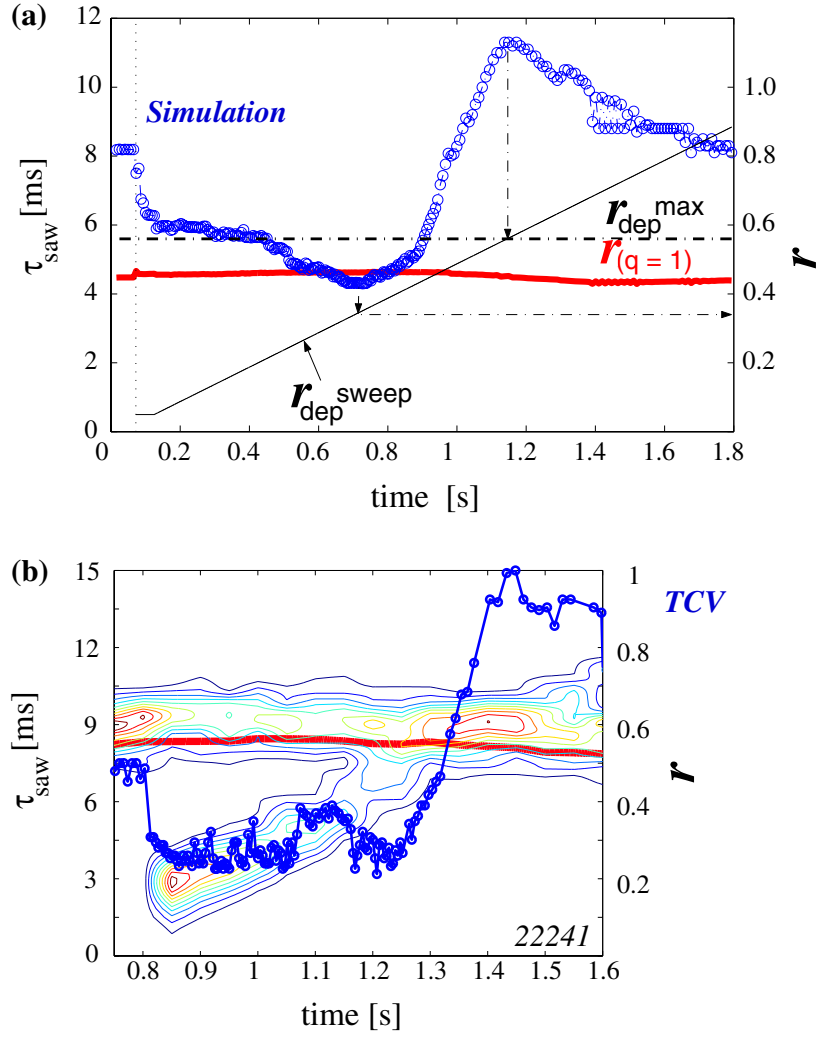 (a)
12
10
8
6
4
2
0
τsaw [ms]
Simulation
1.0
0.8
0.6
0.4
0.2
r
rdep max
r(q = 1)
rdep sweep
0 0.2 0.4 0.6 0.8 1 1.2 1.4 1.6 1.8
time [s]
(b)
15
12
9
6
3
0
τsaw [ms]
TCV
1
0.8
0.6
0.4
0.2
r
22241
0.8 0.9 1 1.1 1.2 1.3 1.4 1.5 1.6
time [s]